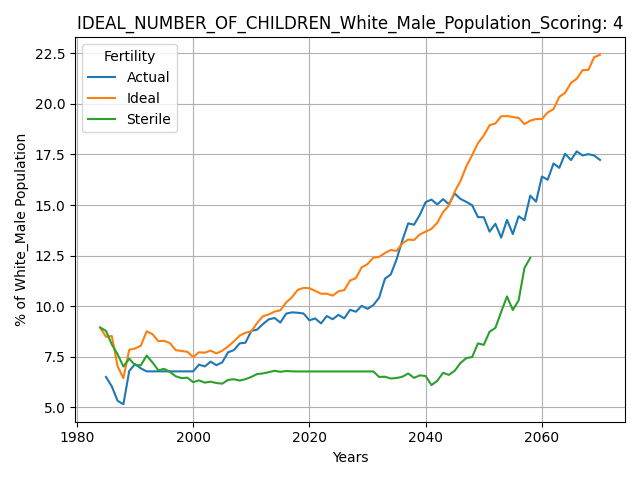 IDEAL_NUMBER_OF_CHILDREN_White_Male_Population_Scoring: 4
Fertility
Actual
Ideal
Sterile
% of White_Male Population
22.5
20.0
17.5
15.0
12.5
10.0
7.5
5.0
1980
2000
2020
2040
2060
Years